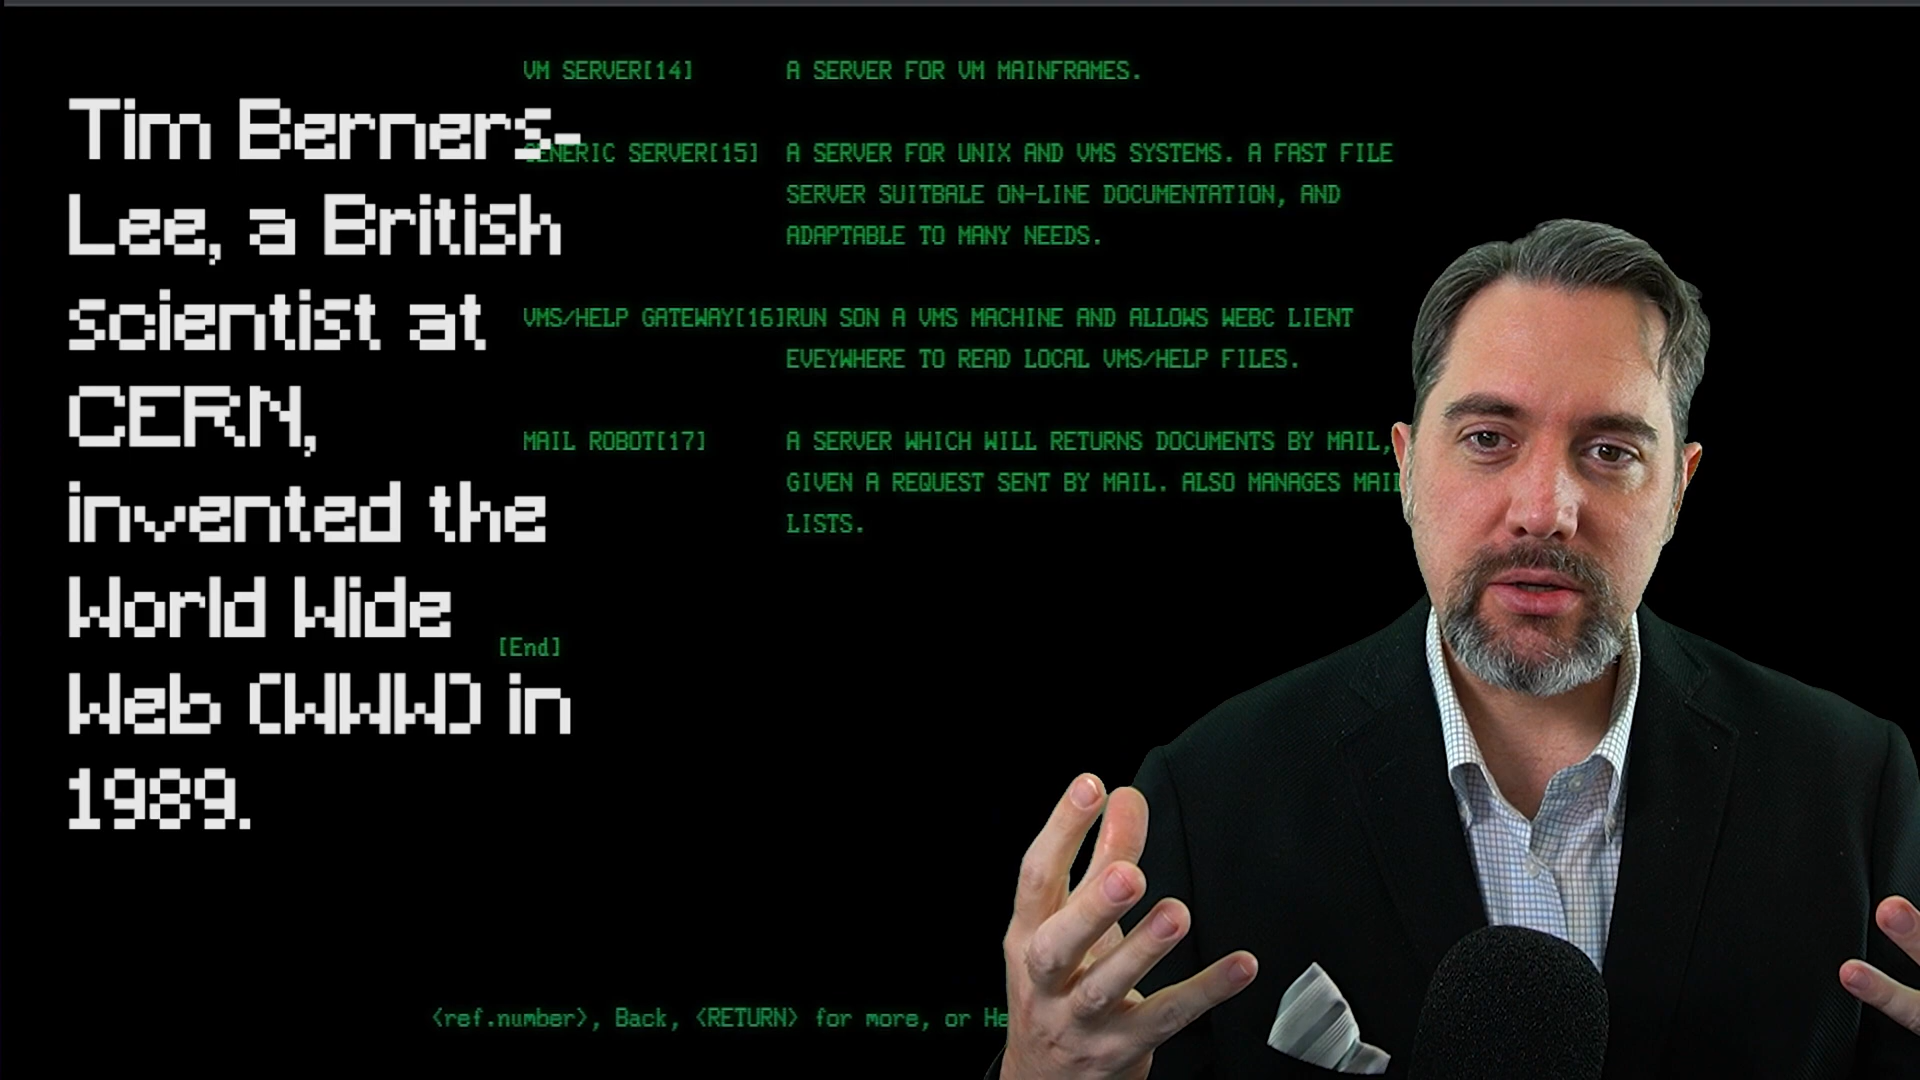 Tim Berners-
Lee, a British
scientist at
CERN,
invented the
World Wide
Web (WWW) in
1989.
VM SERVER[14] A SERVER FOR VM MAINFRAMES.
GENERIC SERVER[15] A SERVER FOR UNIX AND VMS SYSTEMS. A FAST FILE
SERVER SUITBALE ON-LINE DOCUMENTATION, AND
ADAPTABLE TO MANY NEEDS.
VMS/HELP GATEWAY[16]RUN SON A VMS MACHINE AND ALLOWS WEBC LIENT
EVEYWHERE TO READ LOCAL VMS/HELP FILES.
MAIL ROBOT[17] A SERVER WHICH WILL RETURNS DOCUMENTS BY MAIL,
GIVEN A REQUEST SENT BY MAIL. ALSO MANAGES MAIL
LISTS.
[End]
<ref.number>, Back, <RETURN> for more, or